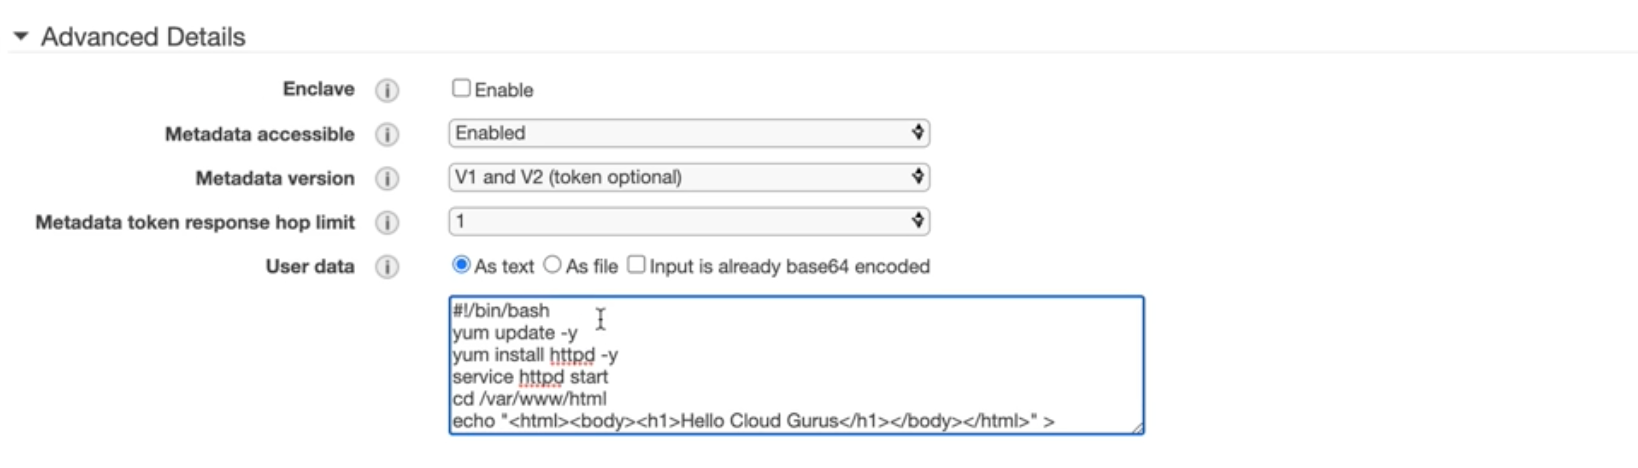 Advanced Details
Enclave Enable
Metadata accessible Enabled
Metadata version V1 and V2 (token optional)
Metadata token response hop limit 1
User data As text As file Input is already base64 encoded
#!/bin/bash
yum update -y
yum install httpd -y
service httpd start
cd /var/www/html
echo "<html><body><h1>Hello Cloud Gurus</h1></body></html>" >